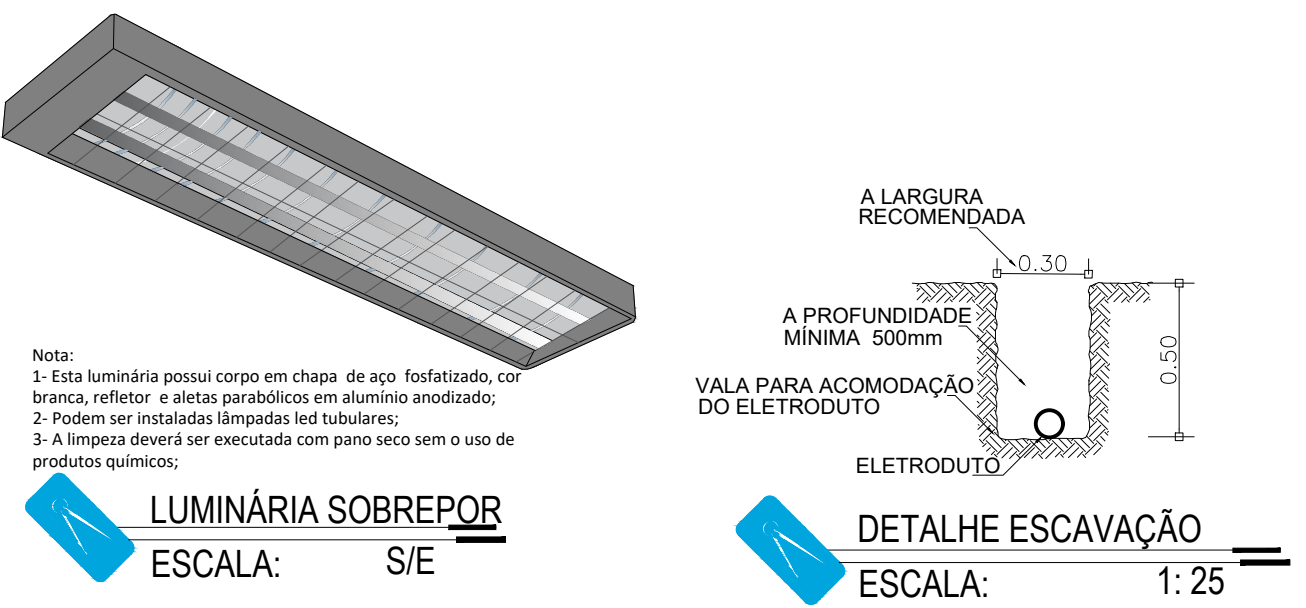 Nota:
1- Esta luminária possui corpo em chapa de aço fosfatizado, cor
branca, refletor e aletas parabólicos em alumínio anodizado;
2- Podem ser instaladas lâmpadas led tubulares;
3- A limpeza deverá ser executada com pano seco sem o uso de
produtos químicos;
LUMINÁRIA SOBREPOR
ESCALA: S/E
A LARGURA
RECOMENDADA
0.30
A PROFUNDIDADE
MÍNIMA 500mm
0.50
VALA PARA ACOMODAÇÃO
DO ELETRODUTO
ELETRODUTO
DETALHE ESCAVAÇÃO
ESCALA: 1: 25